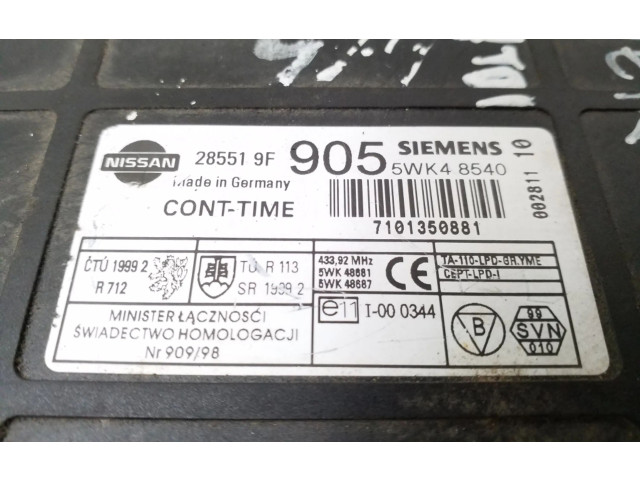 NISSAN
28551 9F 905
Made in Germany
CONT-TIME
SIEMENS
5WK4 8540
7101350881
002811 10
ČTÚ 1999 2
R 712
TÚ R 113
SR 1999 2
433,92 MHz
5WK 48681
5WK 48687
CE
TA-110-LPD-GR.YME
CEPT-LPD-I
MINISTER ŁĄCZNOŚCI
ŚWIADECTWO HOMOLOGACJI
Nr 909/98
e11 I-00 0344
B
99
SVN
010